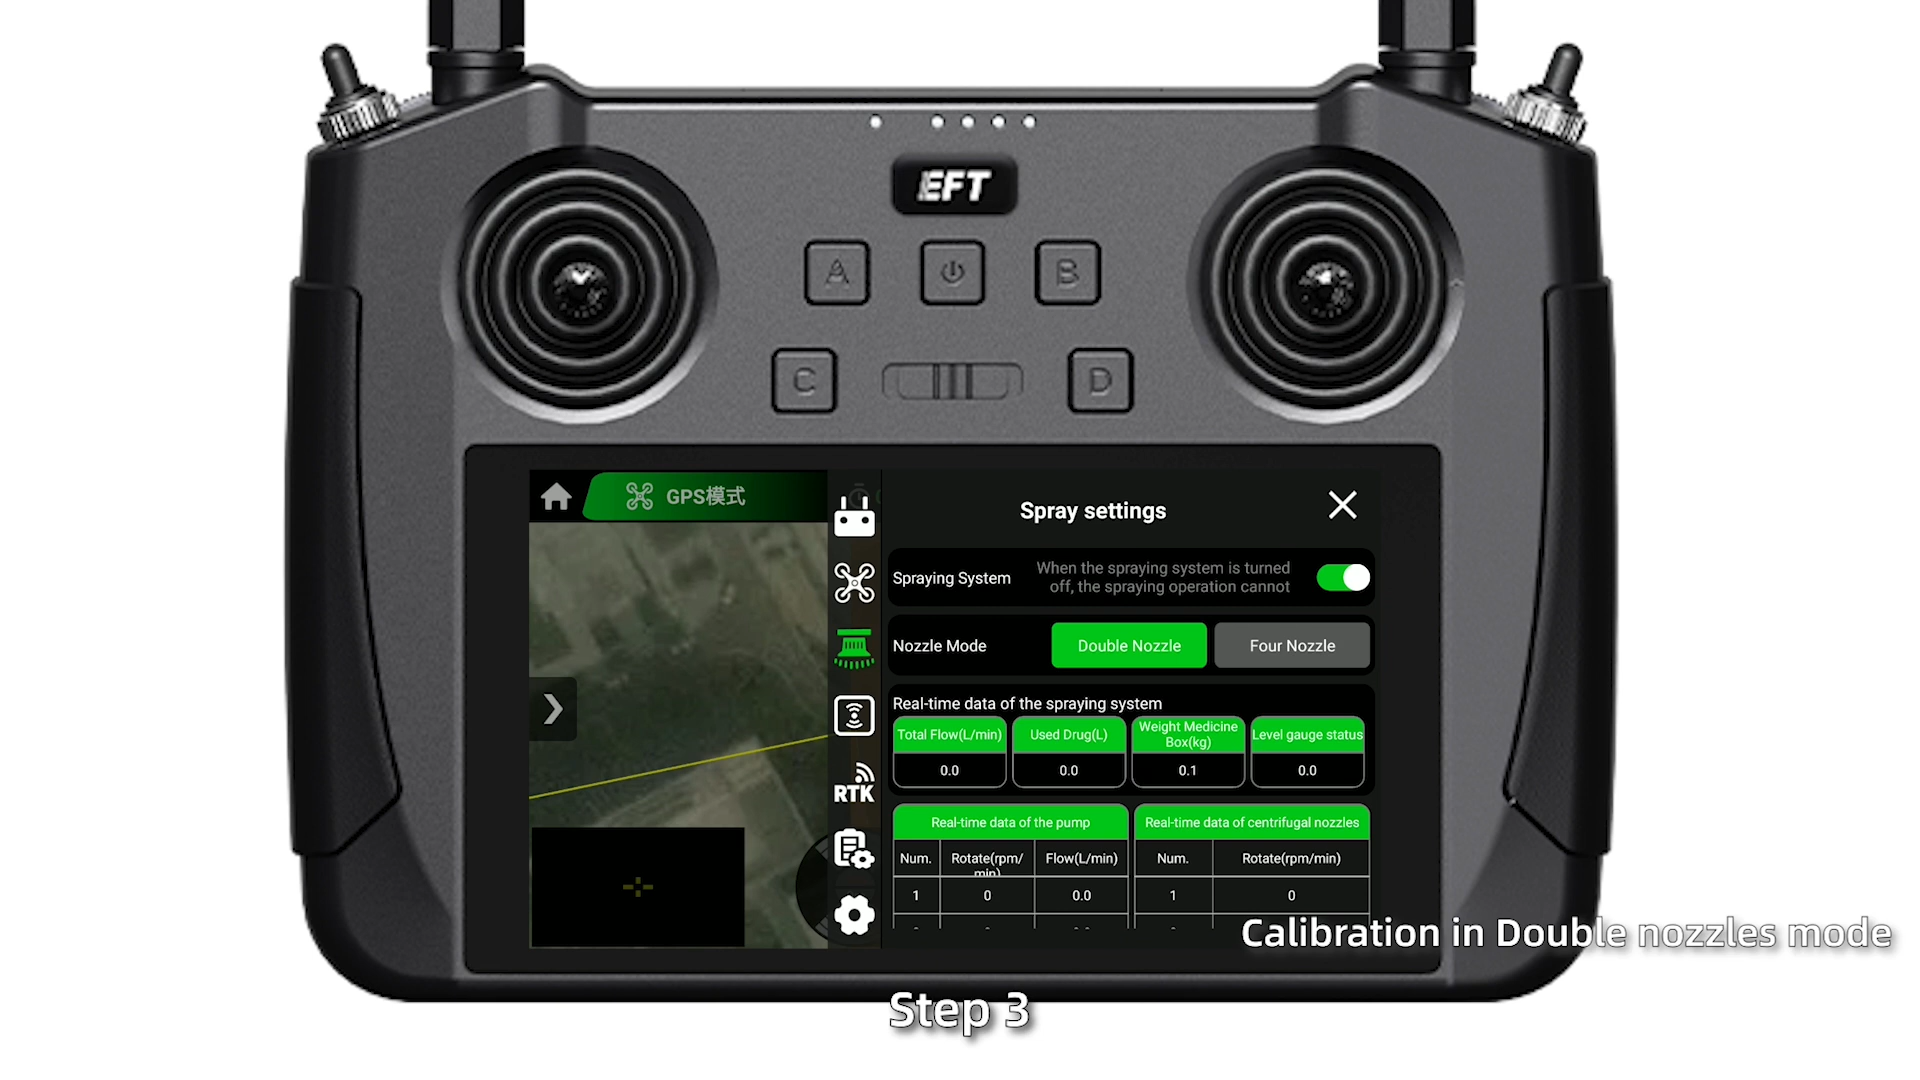 EFT
A
B
C
D
GPS模式
Spray settings
Spraying System
When the spraying system is turned
off, the spraying operation cannot
Nozzle Mode
Double Nozzle
Four Nozzle
Real-time data of the spraying system
Total Flow(L/min)
Used Drug(L)
Weight Medicine
Box(kg)
Level gauge status
0.0
0.0
0.1
0.0
RTK
Real-time data of the pump
Real-time data of centrifugal nozzles
Num.
Rotate(rpm/
min)
Flow(L/min)
Num.
Rotate(rpm/min)
1
0
0.0
1
0
Calibration in Double nozzles mode
Step 3